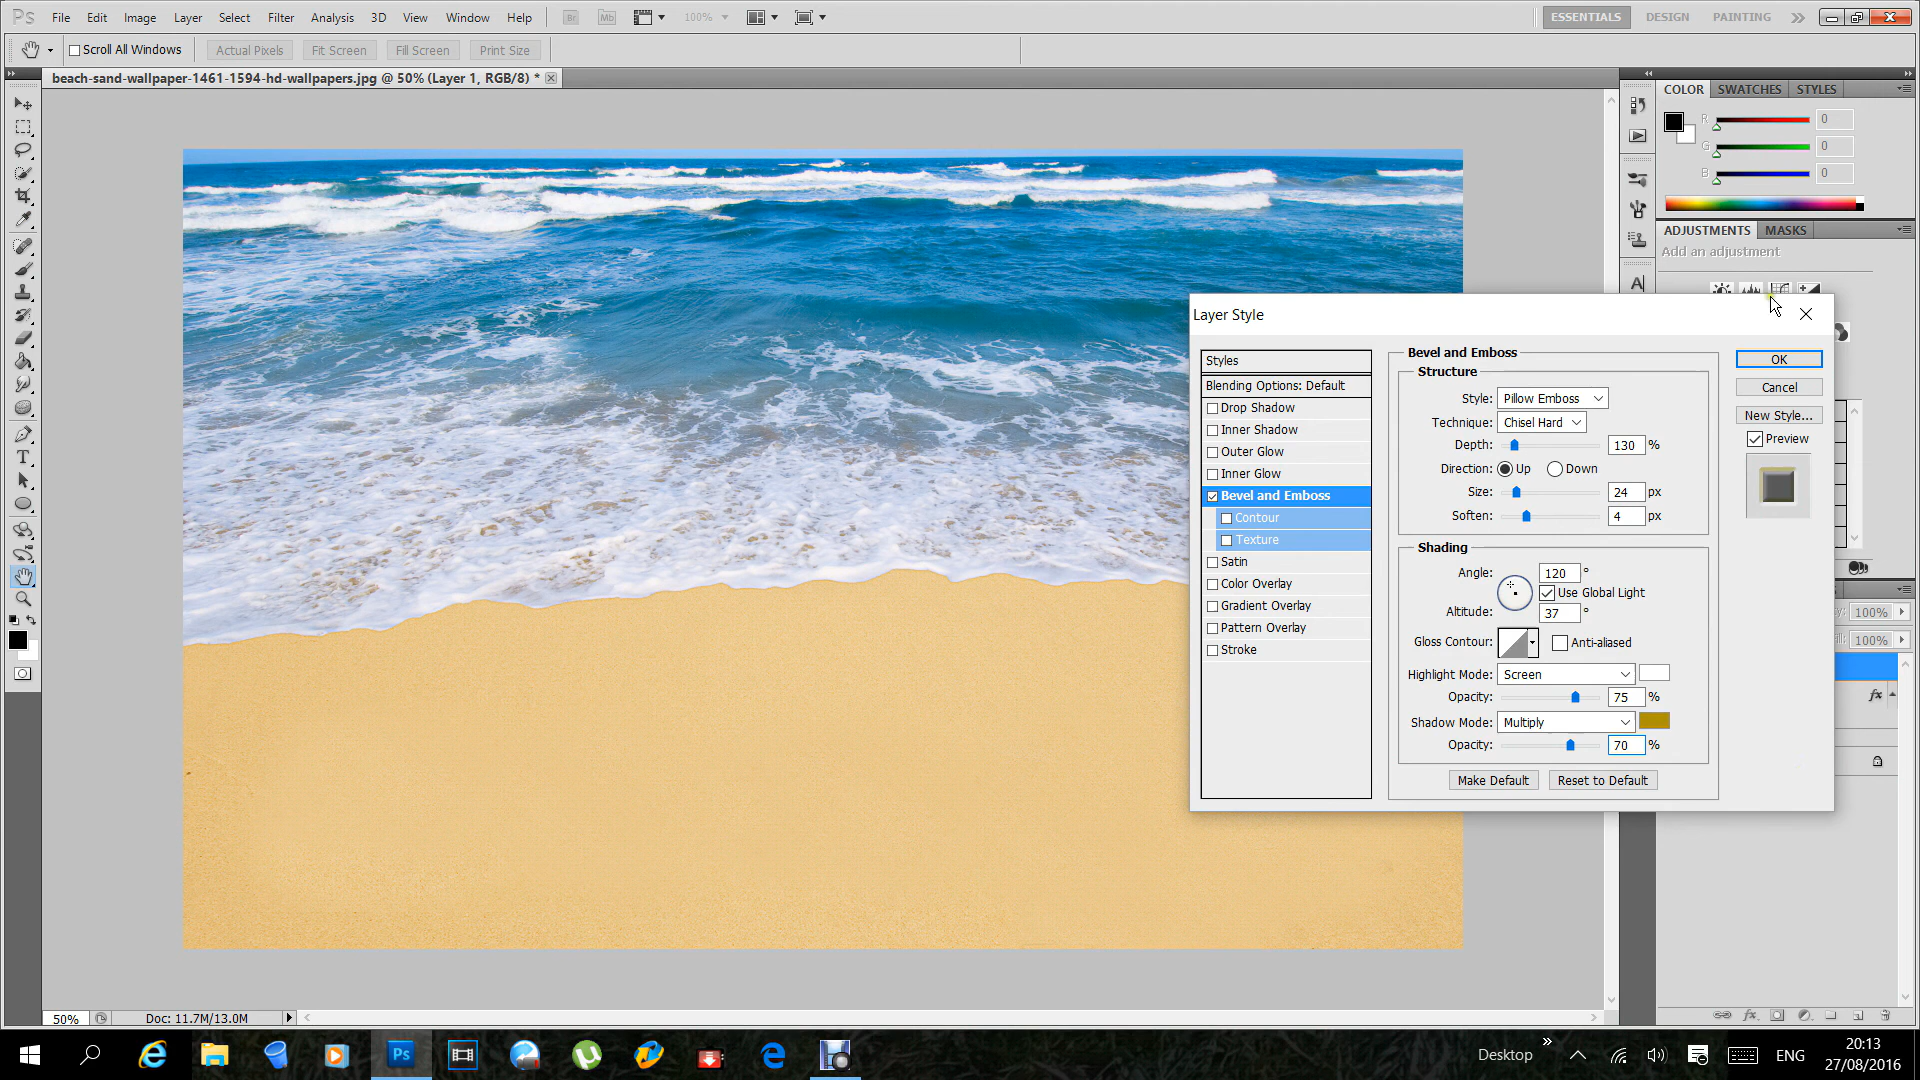 Ps File Edit Image Layer Select Filter Analysis 3D View Window Help Br Mb 100% ESSENTIALS DESIGN PAINTING
Scroll All Windows Actual Pixels Fit Screen Fill Screen Print Size
beach-sand-wallpaper-1461-1594-hd-wallpapers.jpg @ 50% (Layer 1, RGB/8) *
COLOR SWATCHES STYLES
R 0
G 0
B 0
ADJUSTMENTS MASKS
Add an adjustment
Layer Style
Styles
Blending Options: Default
Drop Shadow
Inner Shadow
Outer Glow
Inner Glow
Bevel and Emboss
Contour
Texture
Satin
Color Overlay
Gradient Overlay
Pattern Overlay
Stroke
Bevel and Emboss
Structure
Style: Pillow Emboss
Technique: Chisel Hard
Depth: 130 %
Direction: Up Down
Size: 24 px
Soften: 4 px
Shading
Angle: 120 °
Use Global Light
Altitude: 37 °
Gloss Contour: Anti-aliased
Highlight Mode: Screen
Opacity: 75 %
Shadow Mode: Multiply
Opacity: 70 %
Make Default Reset to Default
OK
Cancel
New Style...
Preview
100%
100%
fx
50% Doc: 11.7M/13.0M
Ps Desktop ENG
20:13
27/08/2016